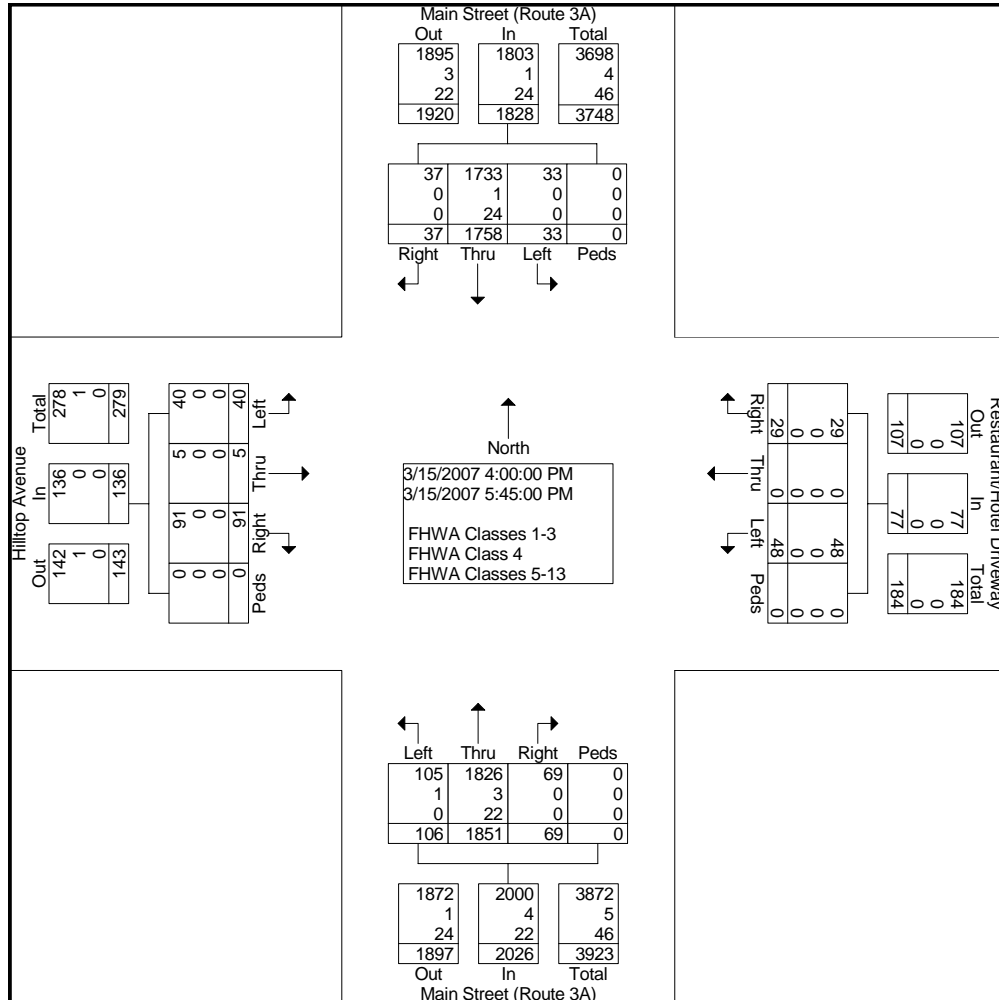 Main Street (Route 3A)
Out In Total
1895 1803 3698
3 1 4
22 24 46
1920 1828 3748
37 1733 33 0
0 1 0 0
0 24 0 0
37 1758 33 0
Right Thru Left Peds
Hilltop Avenue
Total In Out
278 136 142
1 0 1
0 0 0
279 136 143
40 5 91 0
0 0 0 0
0 0 0 0
40 5 91 0
Left Thru Right Peds
North
3/15/2007 4:00:00 PM
3/15/2007 5:45:00 PM
FHWA Classes 1-3
FHWA Class 4
FHWA Classes 5-13
Right Thru Left Peds
29 0 48 0
0 0 0 0
0 0 0 0
29 0 48 0
Restaurant/Hotel Driveway
Out In Total
107 77 184
0 0 0
0 0 0
107 77 184
Left Thru Right Peds
105 1826 69 0
1 3 0 0
0 22 0 0
106 1851 69 0
1872 2000 3872
1 4 5
24 22 46
1897 2026 3923
Out In Total
Main Street (Route 3A)